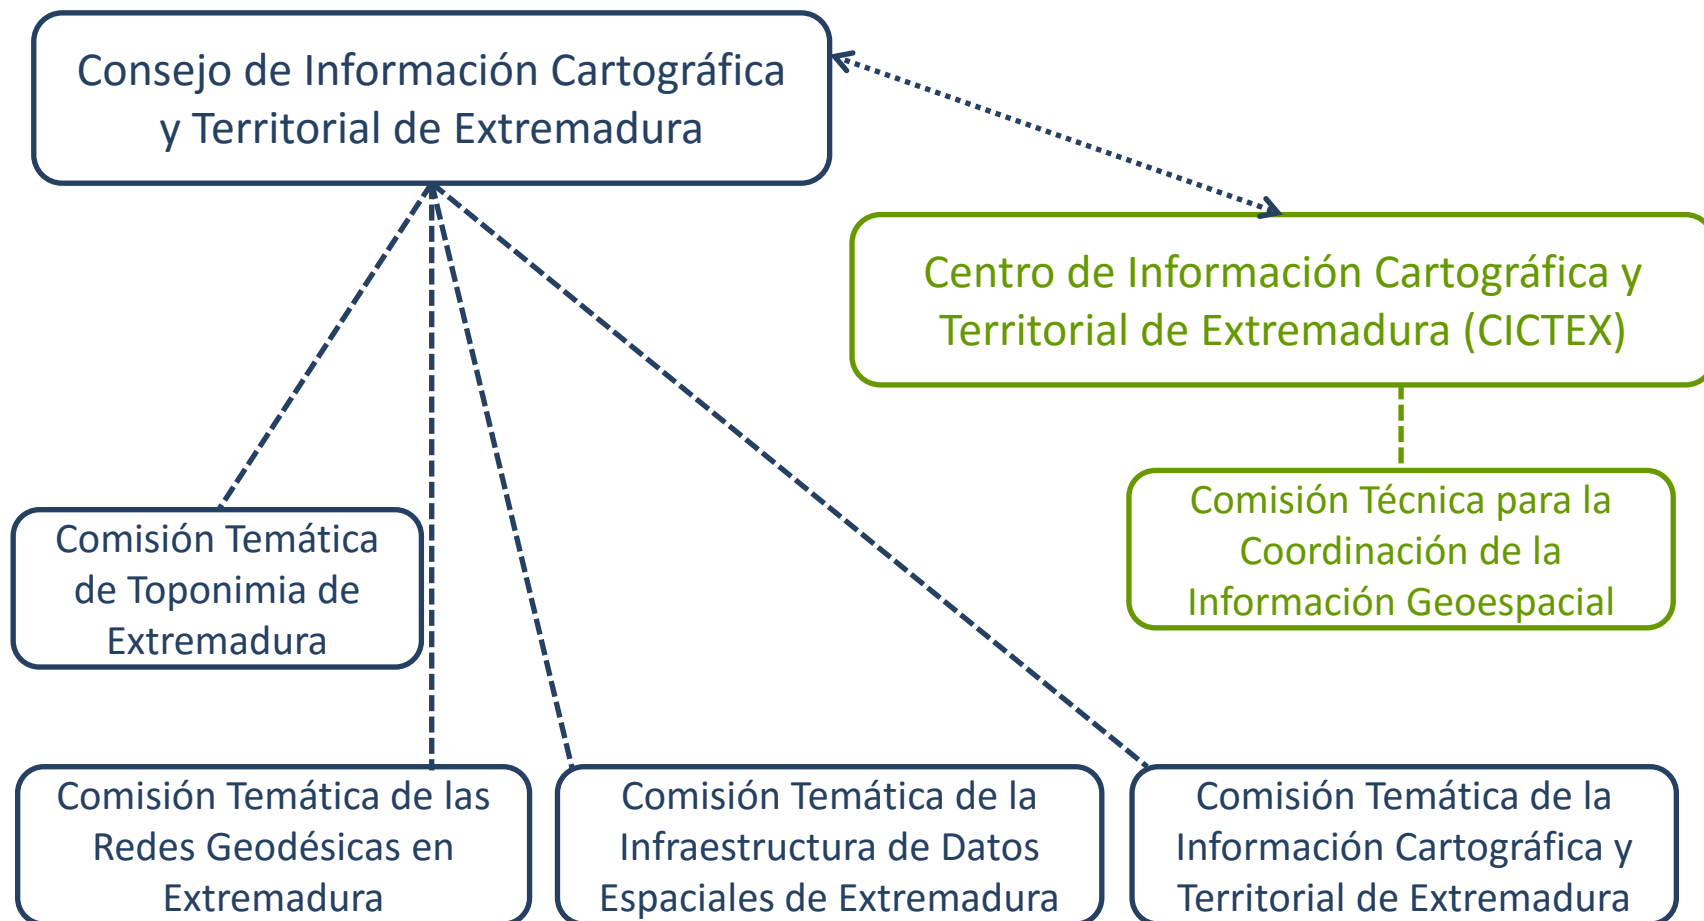 Consejo de Información Cartográfica
y Territorial de Extremadura
Centro de Información Cartográfica y
Territorial de Extremadura (CICTEX)
Comisión Técnica para la
Coordinación de la
Información Geoespacial
Comisión Temática
de Toponimia de
Extremadura
Comisión Temática de las
Redes Geodésicas en
Extremadura
Comisión Temática de la
Infraestructura de Datos
Espaciales de Extremadura
Comisión Temática de la
Información Cartográfica y
Territorial de Extremadura